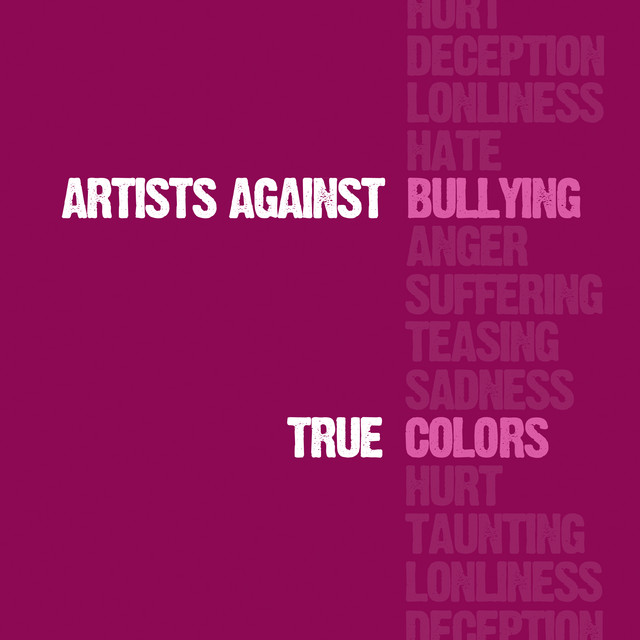 HURT
DECEPTION
LONLINESS
HATE
ARTISTS AGAINST BULLYING
ANGER
SUFFERING
TEASING
SADNESS
TRUE COLORS
HURT
TAUNTING
LONLINESS
DECEPTION